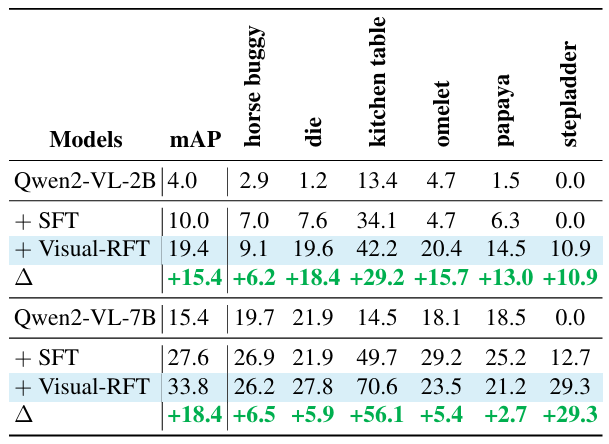 Models mAP horse buggy die kitchen table omelet papaya stepladder
Qwen2-VL-2B 4.0 2.9 1.2 13.4 4.7 1.5 0.0
+ SFT 10.0 7.0 7.6 34.1 4.7 6.3 0.0
+ Visual-RFT 19.4 9.1 19.6 42.2 20.4 14.5 10.9
Δ +15.4 +6.2 +18.4 +29.2 +15.7 +13.0 +10.9
Qwen2-VL-7B 15.4 19.7 21.9 14.5 18.1 18.5 0.0
+ SFT 27.6 26.9 21.9 49.7 29.2 25.2 12.7
+ Visual-RFT 33.8 26.2 27.8 70.6 23.5 21.2 29.3
Δ +18.4 +6.5 +5.9 +56.1 +5.4 +2.7 +29.3